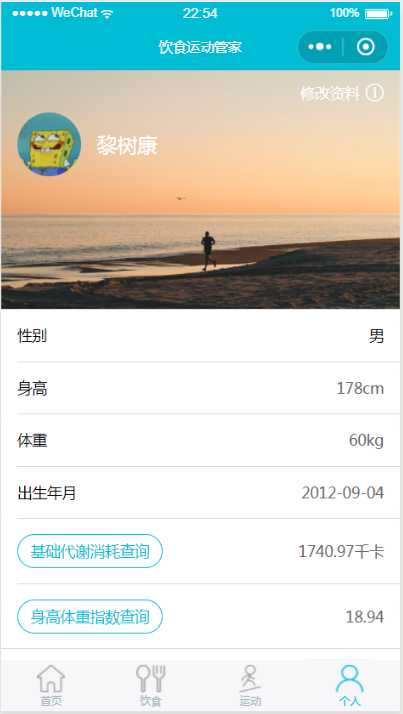 WeChat 22:54 100%
饮食运动管家
修改资料
黎树康
性别 男
身高 178cm
体重 60kg
出生年月 2012-09-04
基础代谢消耗查询 1740.97千卡
身高体重指数查询 18.94
首页 饮食 运动 个人